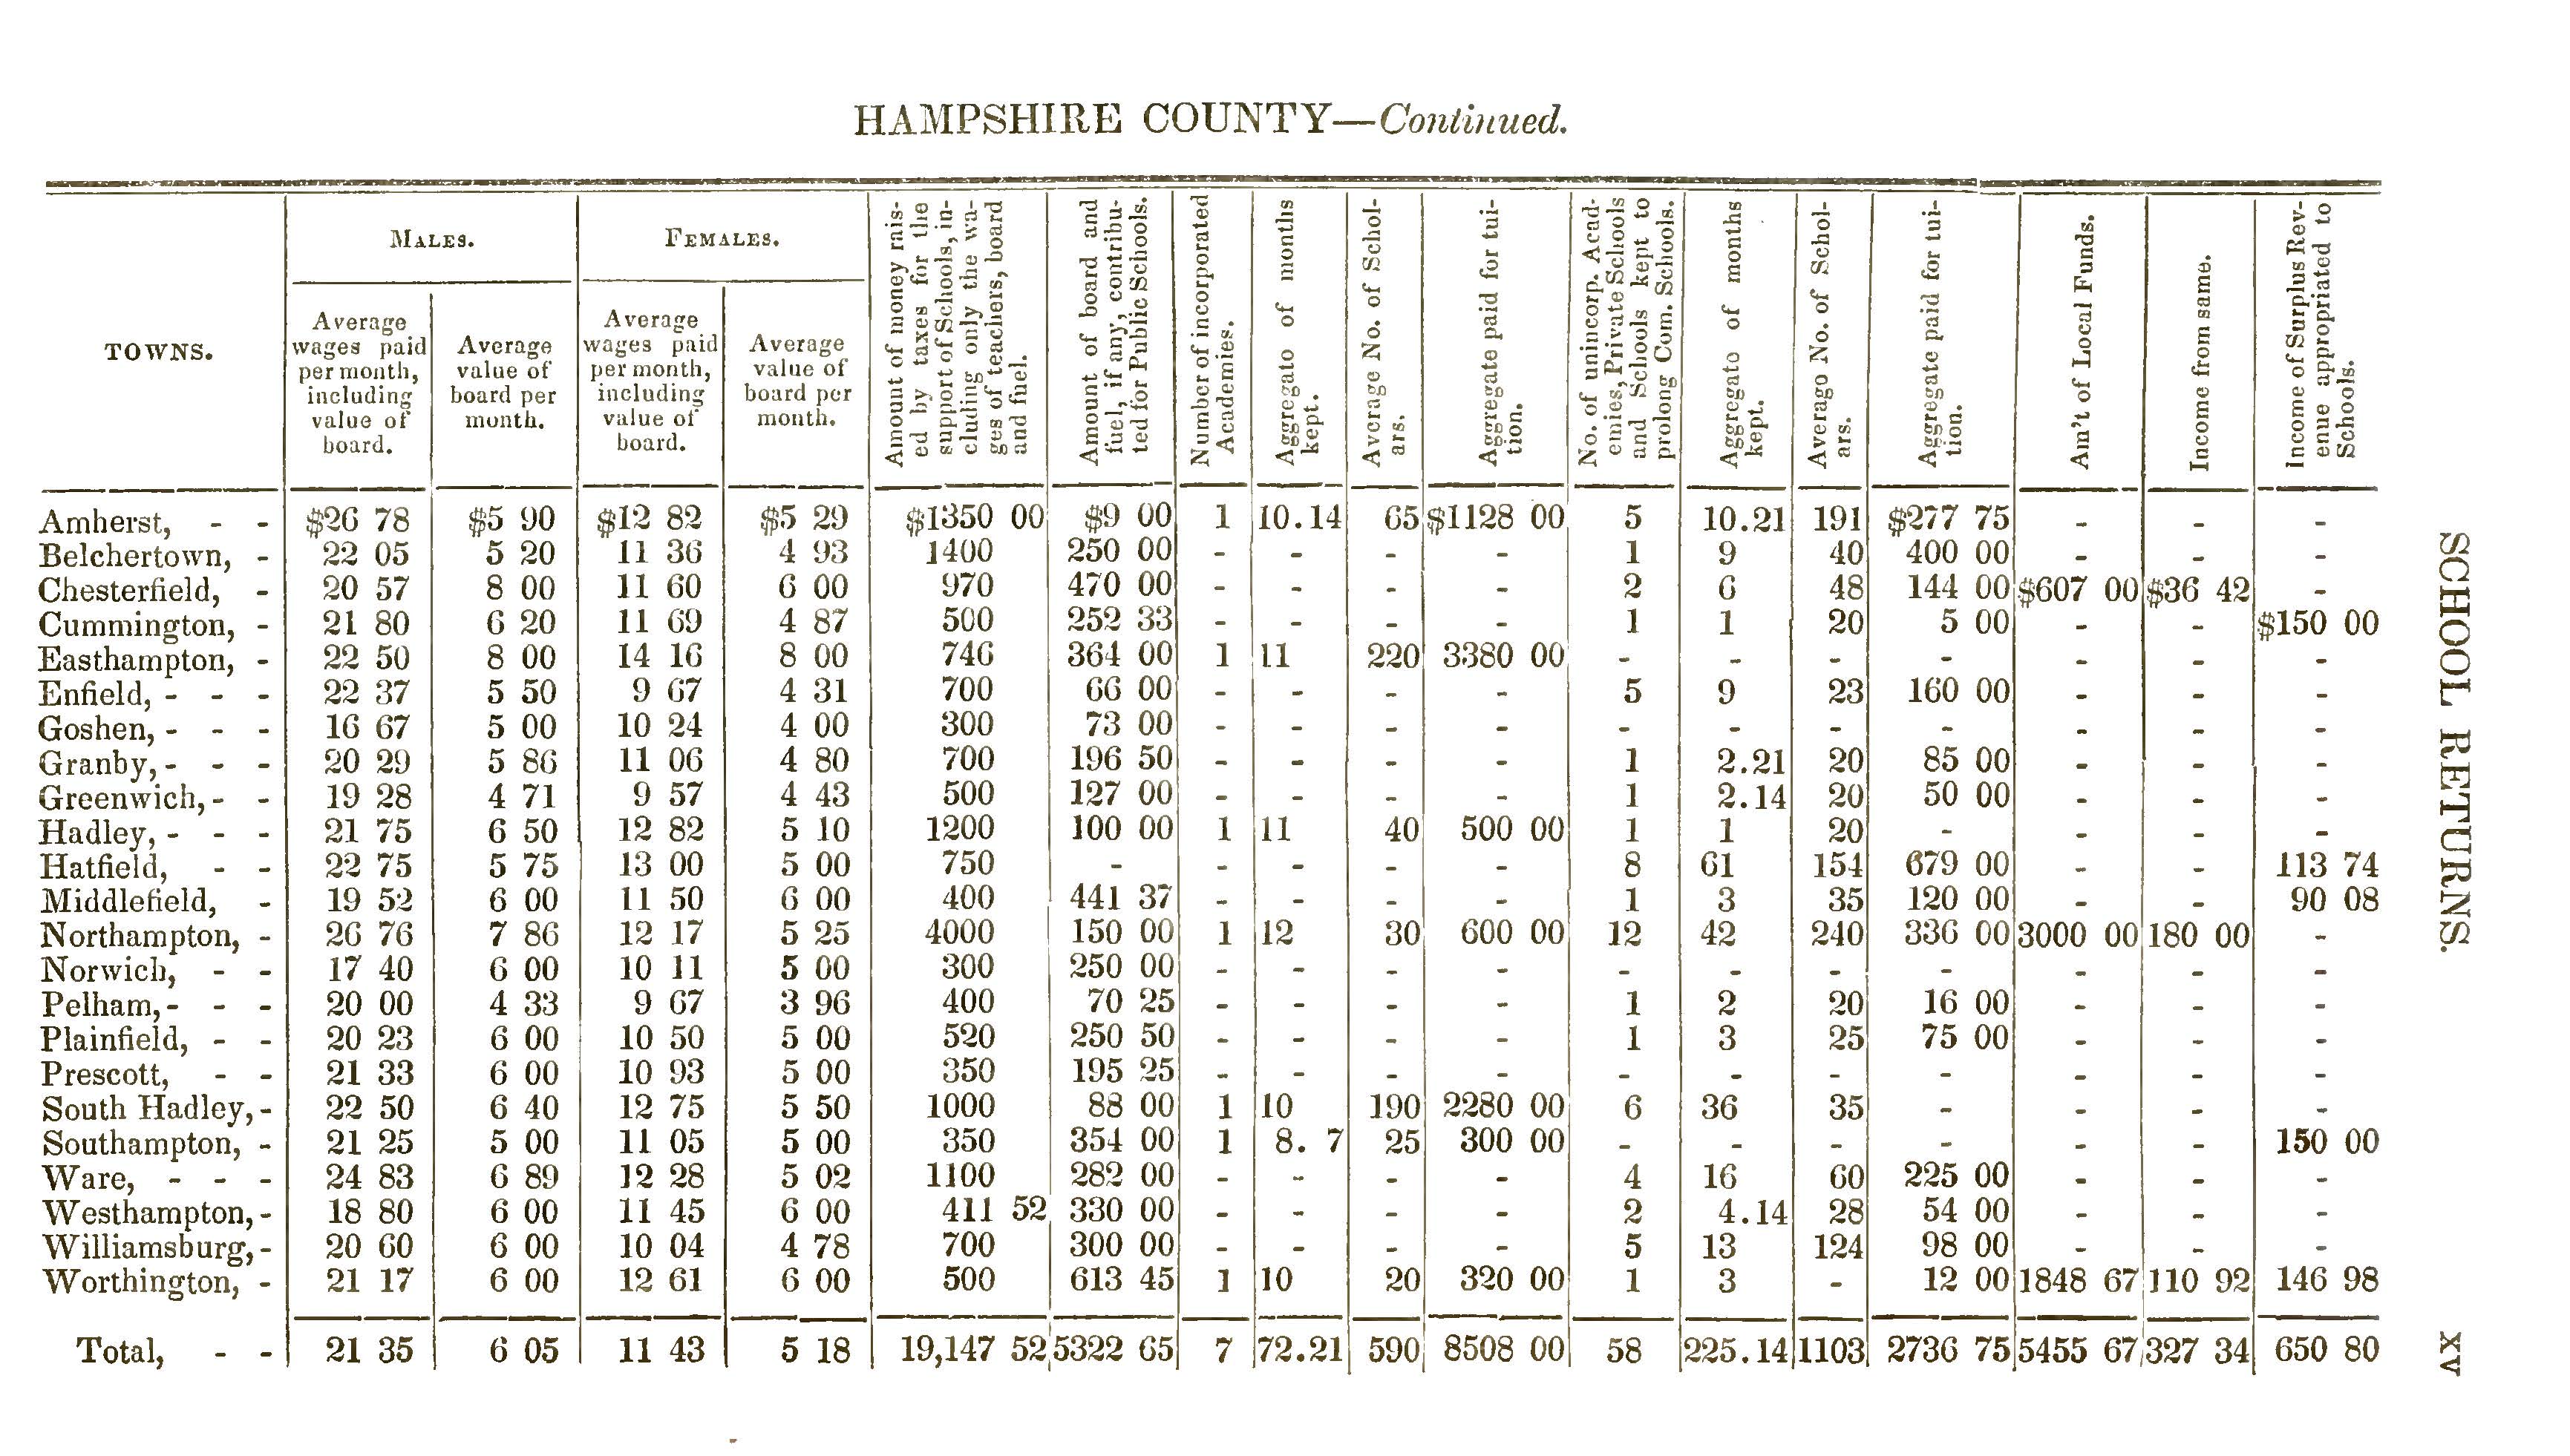 HAMPSHIRE COUNTY—Continued.
TOWNS.
MALES.
FEMALES.
Average wages paid per month, including value of board.
Average value of board per month.
Average wages paid per month, including value of board.
Average value of board per month.
Amount of money raised by taxes for the support of Schools, including only the wages of teachers, board and fuel.
Amount of board and fuel, if any, contributed for Public Schools.
Number of incorporated Academies.
Aggregate of months kept.
Average No. of Scholars.
Aggregate paid for tuition.
No. of unincorp. Academies, Private Schools and Schools kept to prolong Com. Schools.
Aggregate of months kept.
Average No. of Scholars.
Aggregate paid for tuition.
Am't of Local Funds.
Income from same.
Income of Surplus Revenue appropriated to Schools.
Amherst, - - $26 78 $5 90 $12 82 $5 29 $1350 00 $9 00 1 10.14 65 $1128 00 5 10.21 191 $277 75 - - -
Belchertown, - 22 05 5 20 11 36 4 93 1400 250 00 - - - - 1 9 40 400 00 - - -
Chesterfield, - 20 57 8 00 11 60 6 00 970 470 00 - - - - 2 6 48 144 00 $607 00 $36 42 -
Cummington, - 21 80 6 20 11 69 4 87 500 252 33 - - - - 1 1 20 5 00 - - $150 00
Easthampton, - 22 50 8 00 14 16 8 00 746 364 00 1 11 220 3380 00 - - - - - - -
Enfield, - - - 22 37 5 50 9 67 4 31 700 66 00 - - - - 5 9 23 160 00 - - -
Goshen, - - - 16 67 5 00 10 24 4 00 300 73 00 - - - - - - - - - - -
Granby, - - - 20 29 5 86 11 06 4 80 700 196 50 - - - - 1 2.21 20 85 00 - - -
Greenwich, - - 19 28 4 71 9 57 4 43 500 127 00 - - - - 1 2.14 20 50 00 - - -
Hadley, - - - 21 75 6 50 12 82 5 10 1200 100 00 1 11 40 500 00 1 1 20 - - - -
Hatfield, - - 22 75 5 75 13 00 5 00 750 - - - - - 8 61 154 679 00 - - 113 74
Middlefield, - 19 52 6 00 11 50 6 00 400 441 37 - - - - 1 3 35 120 00 - - 90 08
Northampton, - 26 76 7 86 12 17 5 25 4000 150 00 1 12 30 600 00 12 42 240 336 00 3000 00 180 00 -
Norwich, - - 17 40 6 00 10 11 5 00 300 250 00 - - - - - - - - - - -
Pelham, - - - 20 00 4 33 9 67 3 96 400 70 25 - - - - 1 2 20 16 00 - - -
Plainfield, - - 20 23 6 00 10 50 5 00 520 250 50 - - - - 1 3 25 75 00 - - -
Prescott, - - 21 33 6 00 10 93 5 00 350 195 25 - - - - - - - - - - -
South Hadley, - 22 50 6 40 12 75 5 50 1000 88 00 1 10 190 2280 00 6 36 35 - - - -
Southampton, - 21 25 5 00 11 05 5 00 350 354 00 1 8. 7 25 300 00 - - - - - - 150 00
Ware, - - - 24 83 6 89 12 28 5 02 1100 282 00 - - - - 4 16 60 225 00 - - -
Westhampton, - 18 80 6 00 11 45 6 00 411 52 330 00 - - - - 2 4.14 28 54 00 - - -
Williamsburg, - 20 60 6 00 10 04 4 78 700 300 00 - - - - 5 13 124 98 00 - - -
Worthington, - 21 17 6 00 12 61 6 00 500 613 45 1 10 20 320 00 1 3 - 12 00 1848 67 110 92 146 98
Total, - - 21 35 6 05 11 43 5 18 19,147 52 5322 65 7 72.21 590 8508 00 58 225.14 1103 2736 75 5455 67 327 34 650 80
SCHOOL RETURNS.
XV